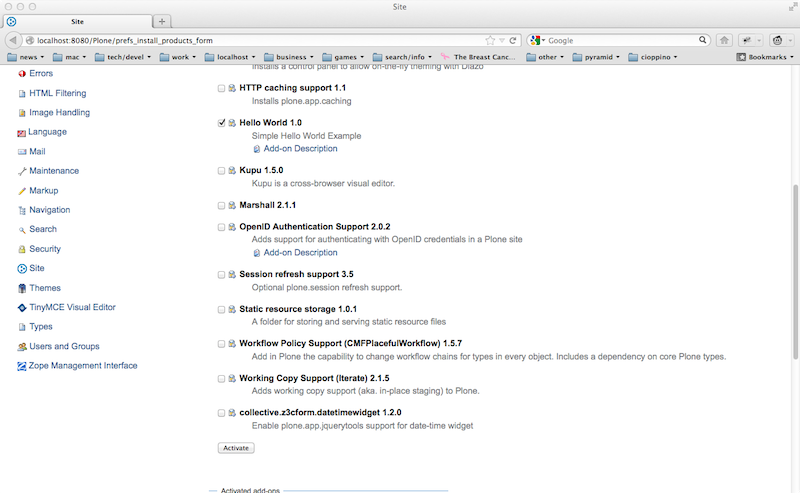 Site
Site
localhost:8080/Plone/prefs_install_products_form
Google
news
mac
tech/devel
work
localhost
business
games
search/info
The Breast Canc...
other
pyramid
cioppino
Bookmarks
Errors
HTML Filtering
Image Handling
Language
Mail
Maintenance
Markup
Navigation
Search
Security
Site
Themes
TinyMCE Visual Editor
Types
Users and Groups
Zope Management Interface
Installs a control panel to allow on-the-fly theming with Diazo
HTTP caching support 1.1
Installs plone.app.caching
Hello World 1.0
Simple Hello World Example
Add-on Description
Kupu 1.5.0
Kupu is a cross-browser visual editor.
Marshall 2.1.1
OpenID Authentication Support 2.0.2
Adds support for authenticating with OpenID credentials in a Plone site
Add-on Description
Session refresh support 3.5
Optional plone.session refresh support.
Static resource storage 1.0.1
A folder for storing and serving static resource files
Workflow Policy Support (CMFPlacefulWorkflow) 1.5.7
Add in Plone the capability to change workflow chains for types in every object. Includes a dependency on core Plone types.
Working Copy Support (Iterate) 2.1.5
Adds working copy support (aka. in-place staging) to Plone.
collective.z3cform.datetimewidget 1.2.0
Enable plone.app.jquerytools support for date-time widget
Activate
Activated add-ons